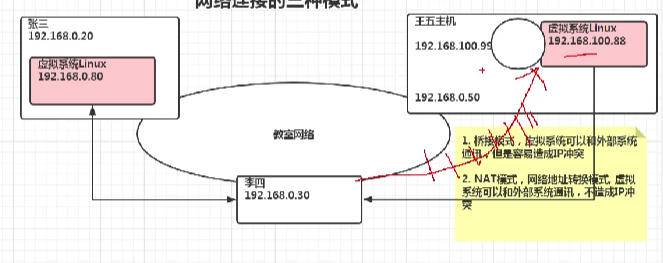 网络连接的三种模式
张三
192.168.0.20
虚拟系统Linux
192.168.0.80
王五主机
192.168.100.99
192.168.0.50
虚拟系统Linux
192.168.100.88
教室网络
李四
192.168.0.30
1. 桥接模式，虚拟系统可以和外部系统
通讯，但是容易造成IP冲突
2. NAT模式，网络地址转换模式, 虚拟
系统可以和外部系统通讯，不造成IP冲
突